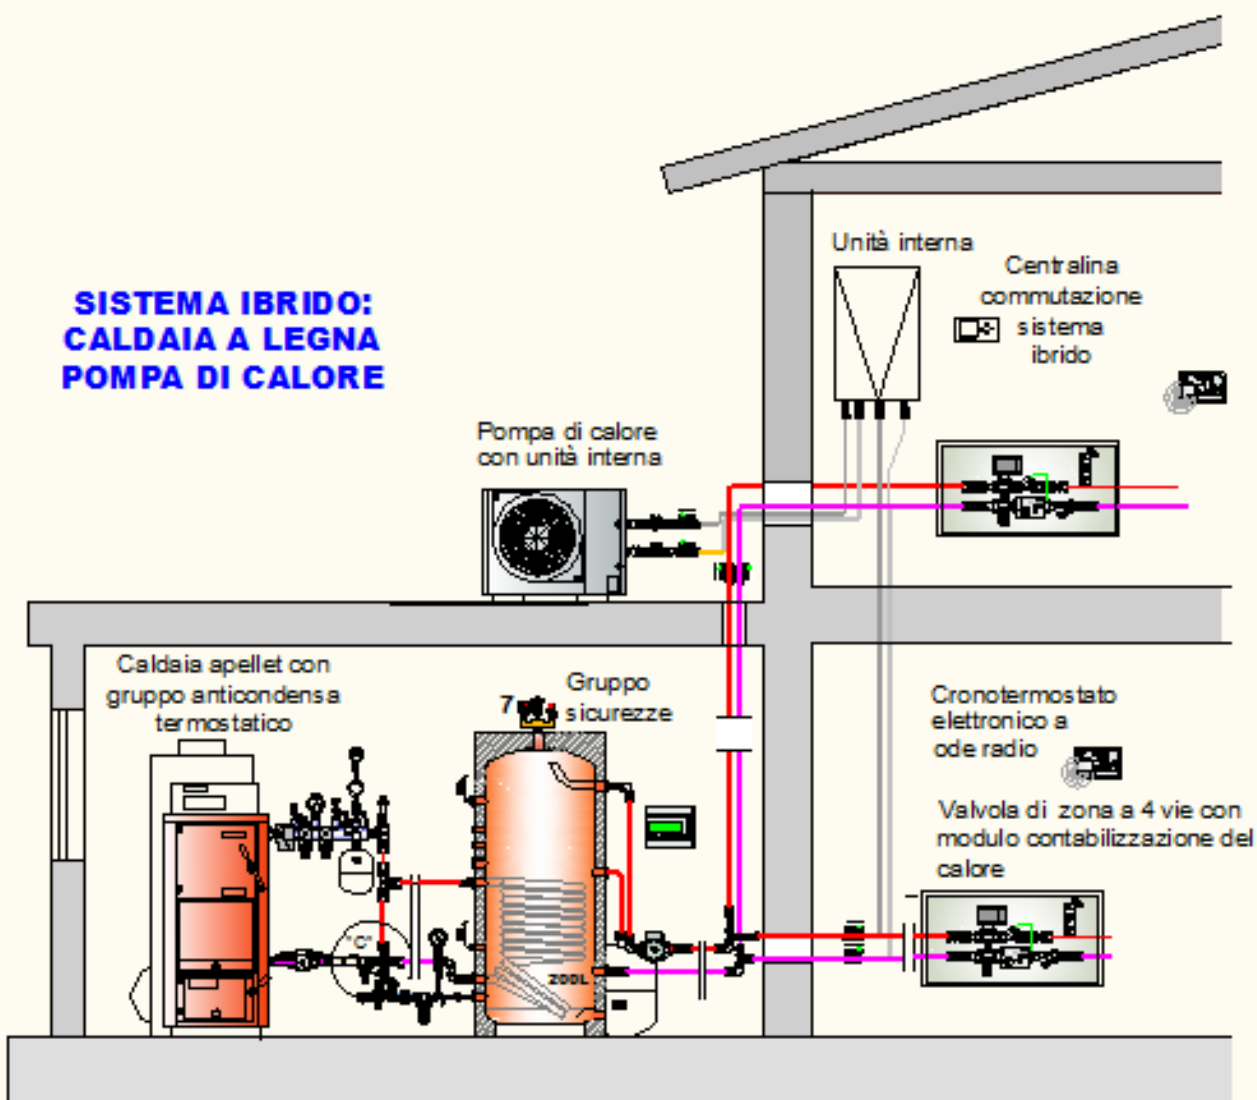 Unità interna
Centralina
commutazione
sistema
ibrido
SISTEMA IBRIDO:
CALDAIA A LEGNA
POMPA DI CALORE
Pompa di calore
con unità interna
Caldaia apellet con
gruppo anticondensa
termostatico
Gruppo
sicurezze
7
Cronotermostato
elettronico a
ode radio
Valvola di zona a 4 vie con
modulo contabilizzazione del
calore
"C"
200L